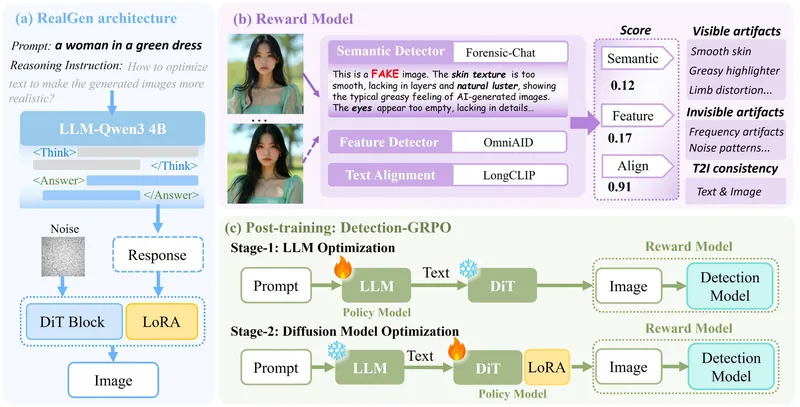 (a) RealGen architecture
Prompt: a woman in a green dress
Reasoning Instruction: How to optimize
text to make the generated images more
realistic?
LLM-Qwen3 4B
<Think>
</Think>
<Answer>
</Answer>
Noise
Response
DiT Block
LoRA
Image
(b) Reward Model
Semantic Detector
Forensic-Chat
This is a FAKE image. The skin texture is too
smooth, lacking in layers and natural luster, showing
the typical greasy feeling of AI-generated images.
The eyes appear too empty, lacking in details...
Feature Detector
OmniAID
Text Alignment
LongCLIP
Score
Semantic
0.12
Feature
0.17
Align
0.91
Visible artifacts
Smooth skin
Greasy highlighter
Limb distortion...
Invisible artifacts
Frequency artifacts
Noise patterns...
T2I consistency
Text & Image
(c) Post-training: Detection-GRPO
Stage-1: LLM Optimization
Prompt
LLM
Policy Model
Text
DiT
Reward Model
Image
Detection
Model
Stage-2: Diffusion Model Optimization
Prompt
LLM
Text
DiT
LoRA
Policy Model
Reward Model
Image
Detection
Model